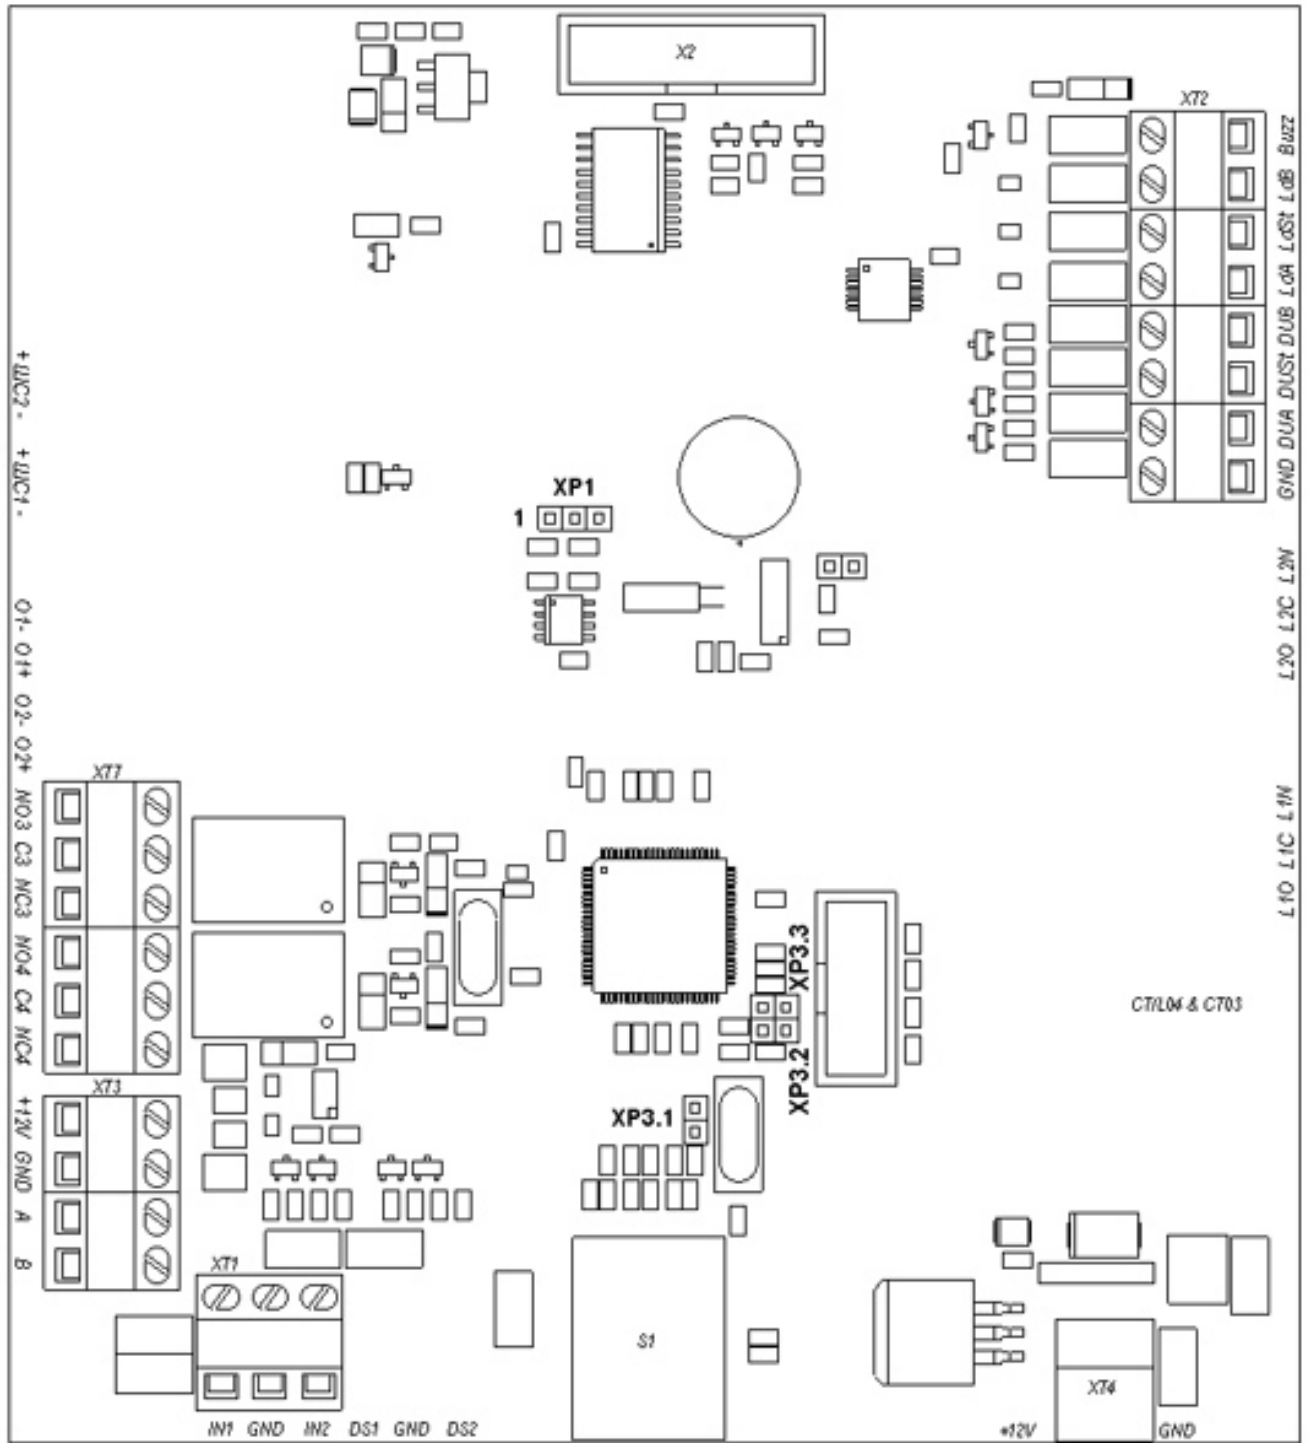 X2
XT2
BUZZ
LdB
LdSt
LdA
DUB
DUSt
DUA
GND
+ ШС2 -
+ ШС1 -
XP1
1
L2N
L2C
L2O
O1- O1+ O2- O2+
XT7
NO3
C3
NC3
NO4
C4
NC4
L1N
L1C
L1O
XP3.3
CT/L04 & CT03
XP3.2
XP3.1
XT3
+12V
GND
A
B
XT1
S1
XT4
IN1 GND IN2 DS1 GND DS2
+12V
GND